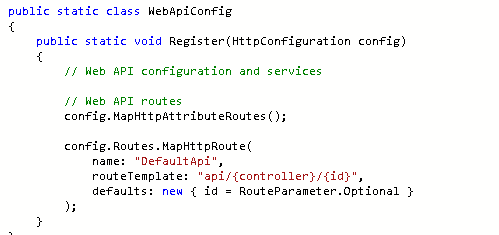 public static class WebApiConfig
{
    public static void Register(HttpConfiguration config)
    {
        // Web API configuration and services

        // Web API routes
        config.MapHttpAttributeRoutes();

        config.Routes.MapHttpRoute(
            name: "DefaultApi",
            routeTemplate: "api/{controller}/{id}",
            defaults: new { id = RouteParameter.Optional }
        );
    }
}